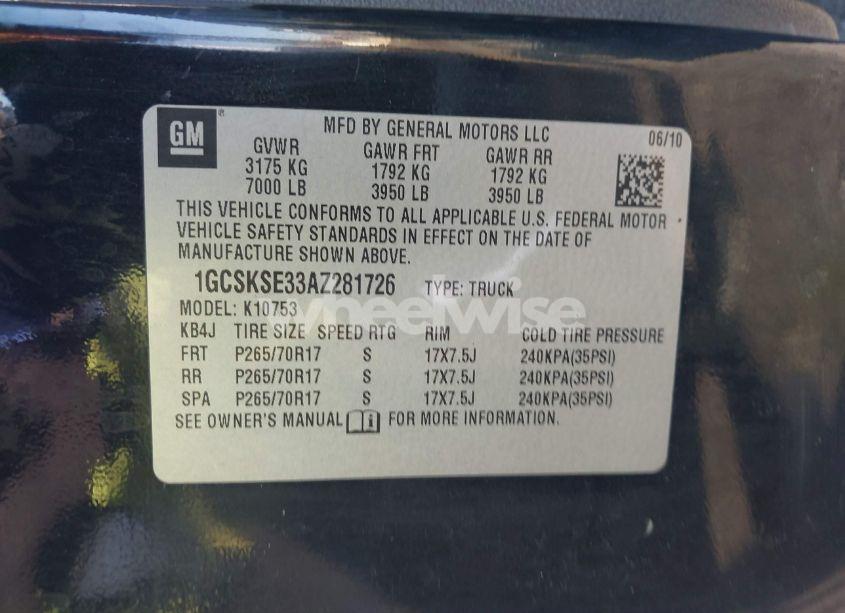 GM
MFD BY GENERAL MOTORS LLC
06/10
GVWR GAWR FRT GAWR RR
3175 KG 1792 KG 1792 KG
7000 LB 3950 LB 3950 LB
THIS VEHICLE CONFORMS TO ALL APPLICABLE U.S. FEDERAL MOTOR
VEHICLE SAFETY STANDARDS IN EFFECT ON THE DATE OF
MANUFACTURE SHOWN ABOVE.
1GCSKSE33AZ281726 TYPE: TRUCK
MODEL: K10753
wheelwise
KB4J TIRE SIZE SPEED RTG RIM COLD TIRE PRESSURE
FRT P265/70R17 S 17X7.5J 240KPA(35PSI)
RR P265/70R17 S 17X7.5J 240KPA(35PSI)
SPA P265/70R17 S 17X7.5J 240KPA(35PSI)
SEE OWNER'S MANUAL FOR MORE INFORMATION.